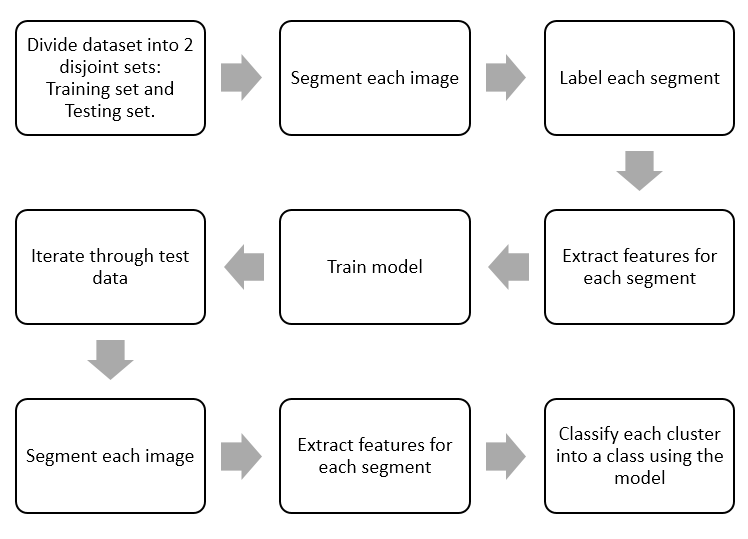 Divide dataset into 2
disjoint sets:
Training set and
Testing set.
Segment each image
Label each segment
Extract features for
each segment
Train model
Iterate through test
data
Segment each image
Extract features for
each segment
Classify each cluster
into a class using the
model